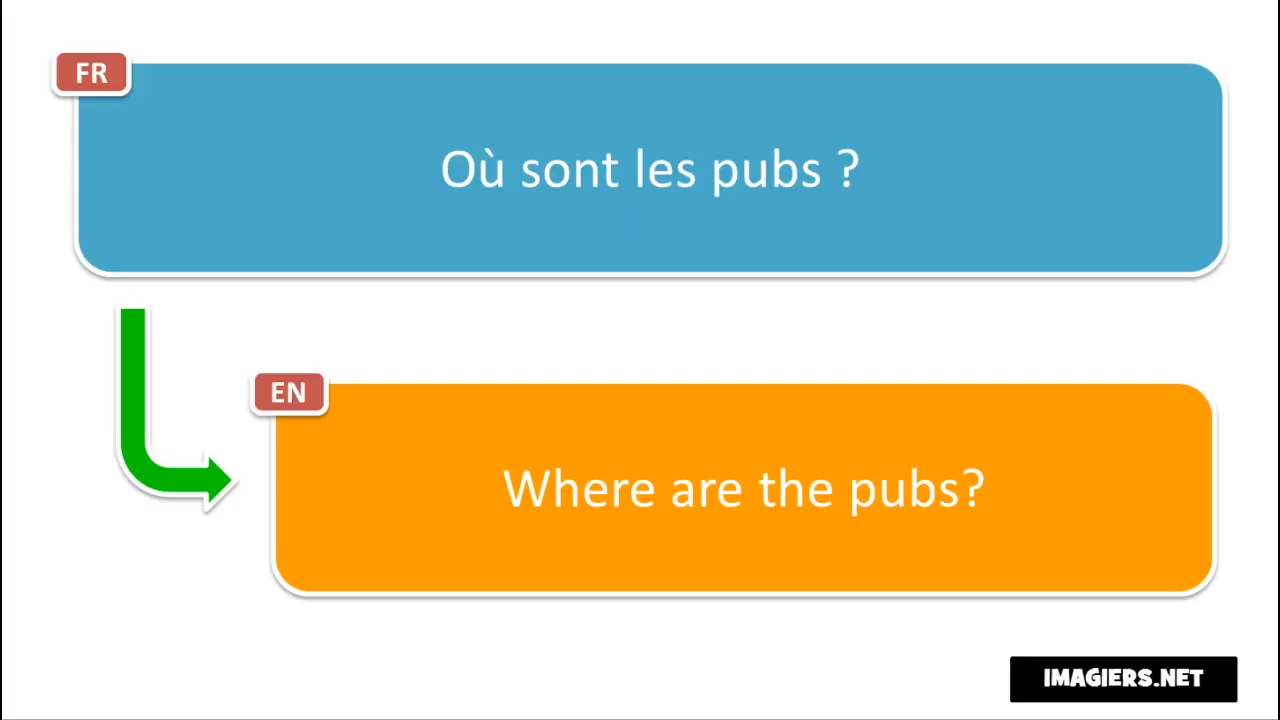 FR
Où sont les pubs ?
EN
Where are the pubs?
IMAGIERS.NET